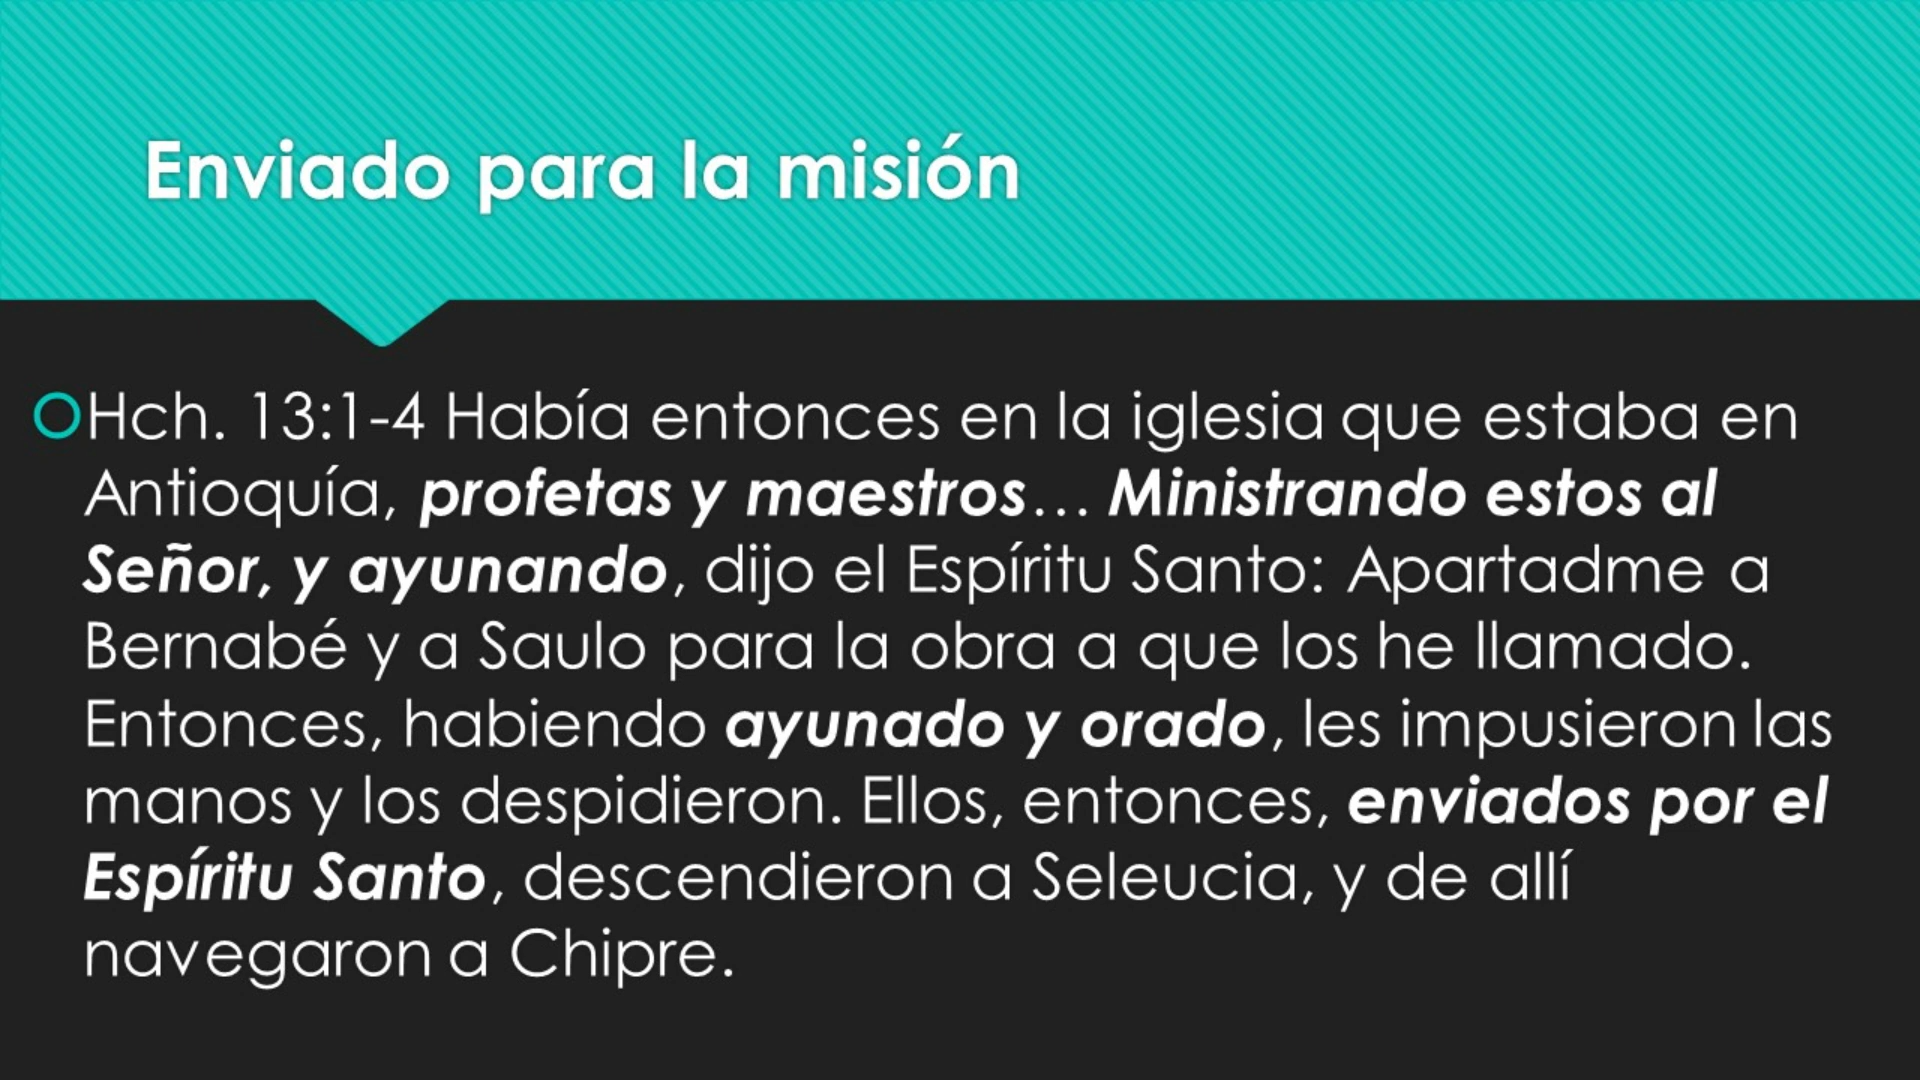 Enviado para la misión
Hch. 13:1-4 Había entonces en la iglesia que estaba en
Antioquía, profetas y maestros… Ministrando estos al
Señor, y ayunando, dijo el Espíritu Santo: Apartadme a
Bernabé y a Saulo para la obra a que los he llamado.
Entonces, habiendo ayunado y orado, les impusieron las
manos y los despidieron. Ellos, entonces, enviados por el
Espíritu Santo, descendieron a Seleucia, y de allí
navegaron a Chipre.